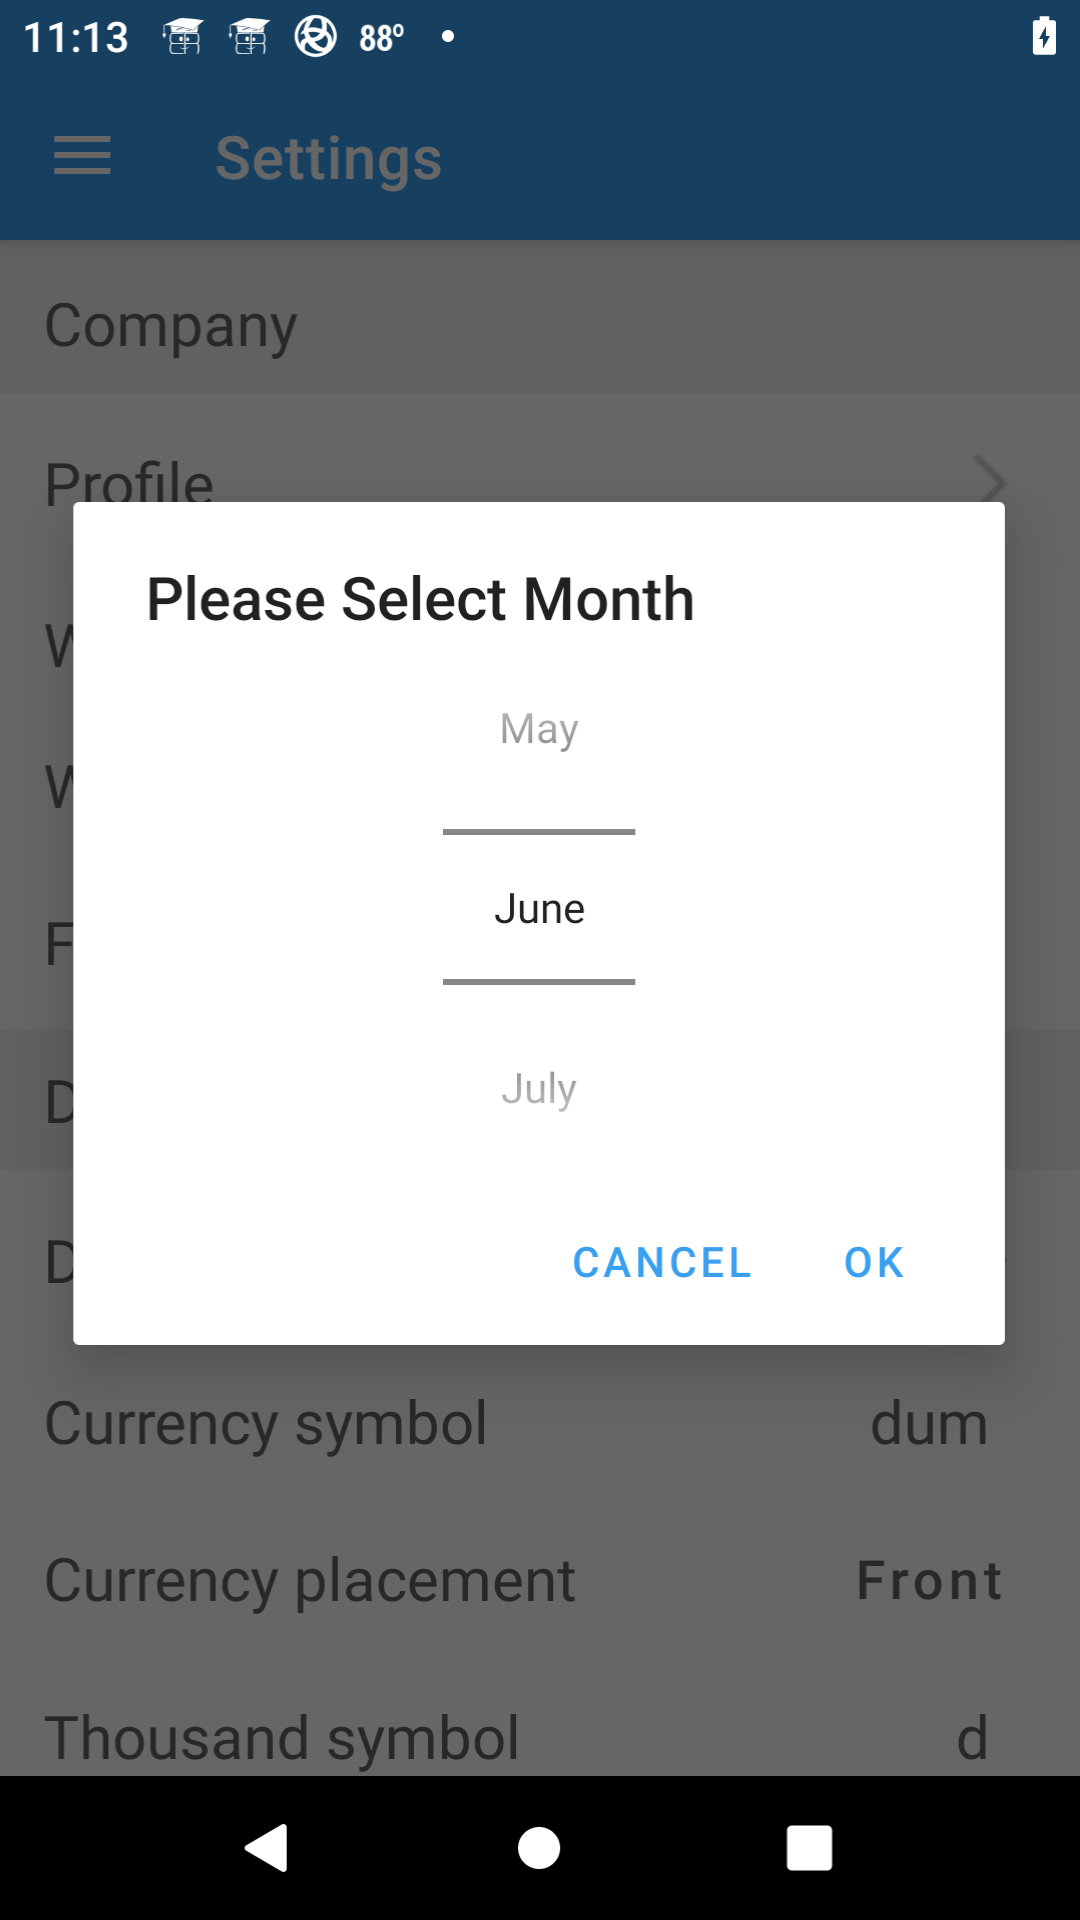 11:13 88°
Settings
Company
Profile
Please Select Month
May
June
July
CANCEL OK
Currency symbol dum
Currency placement Front
Thousand symbol d